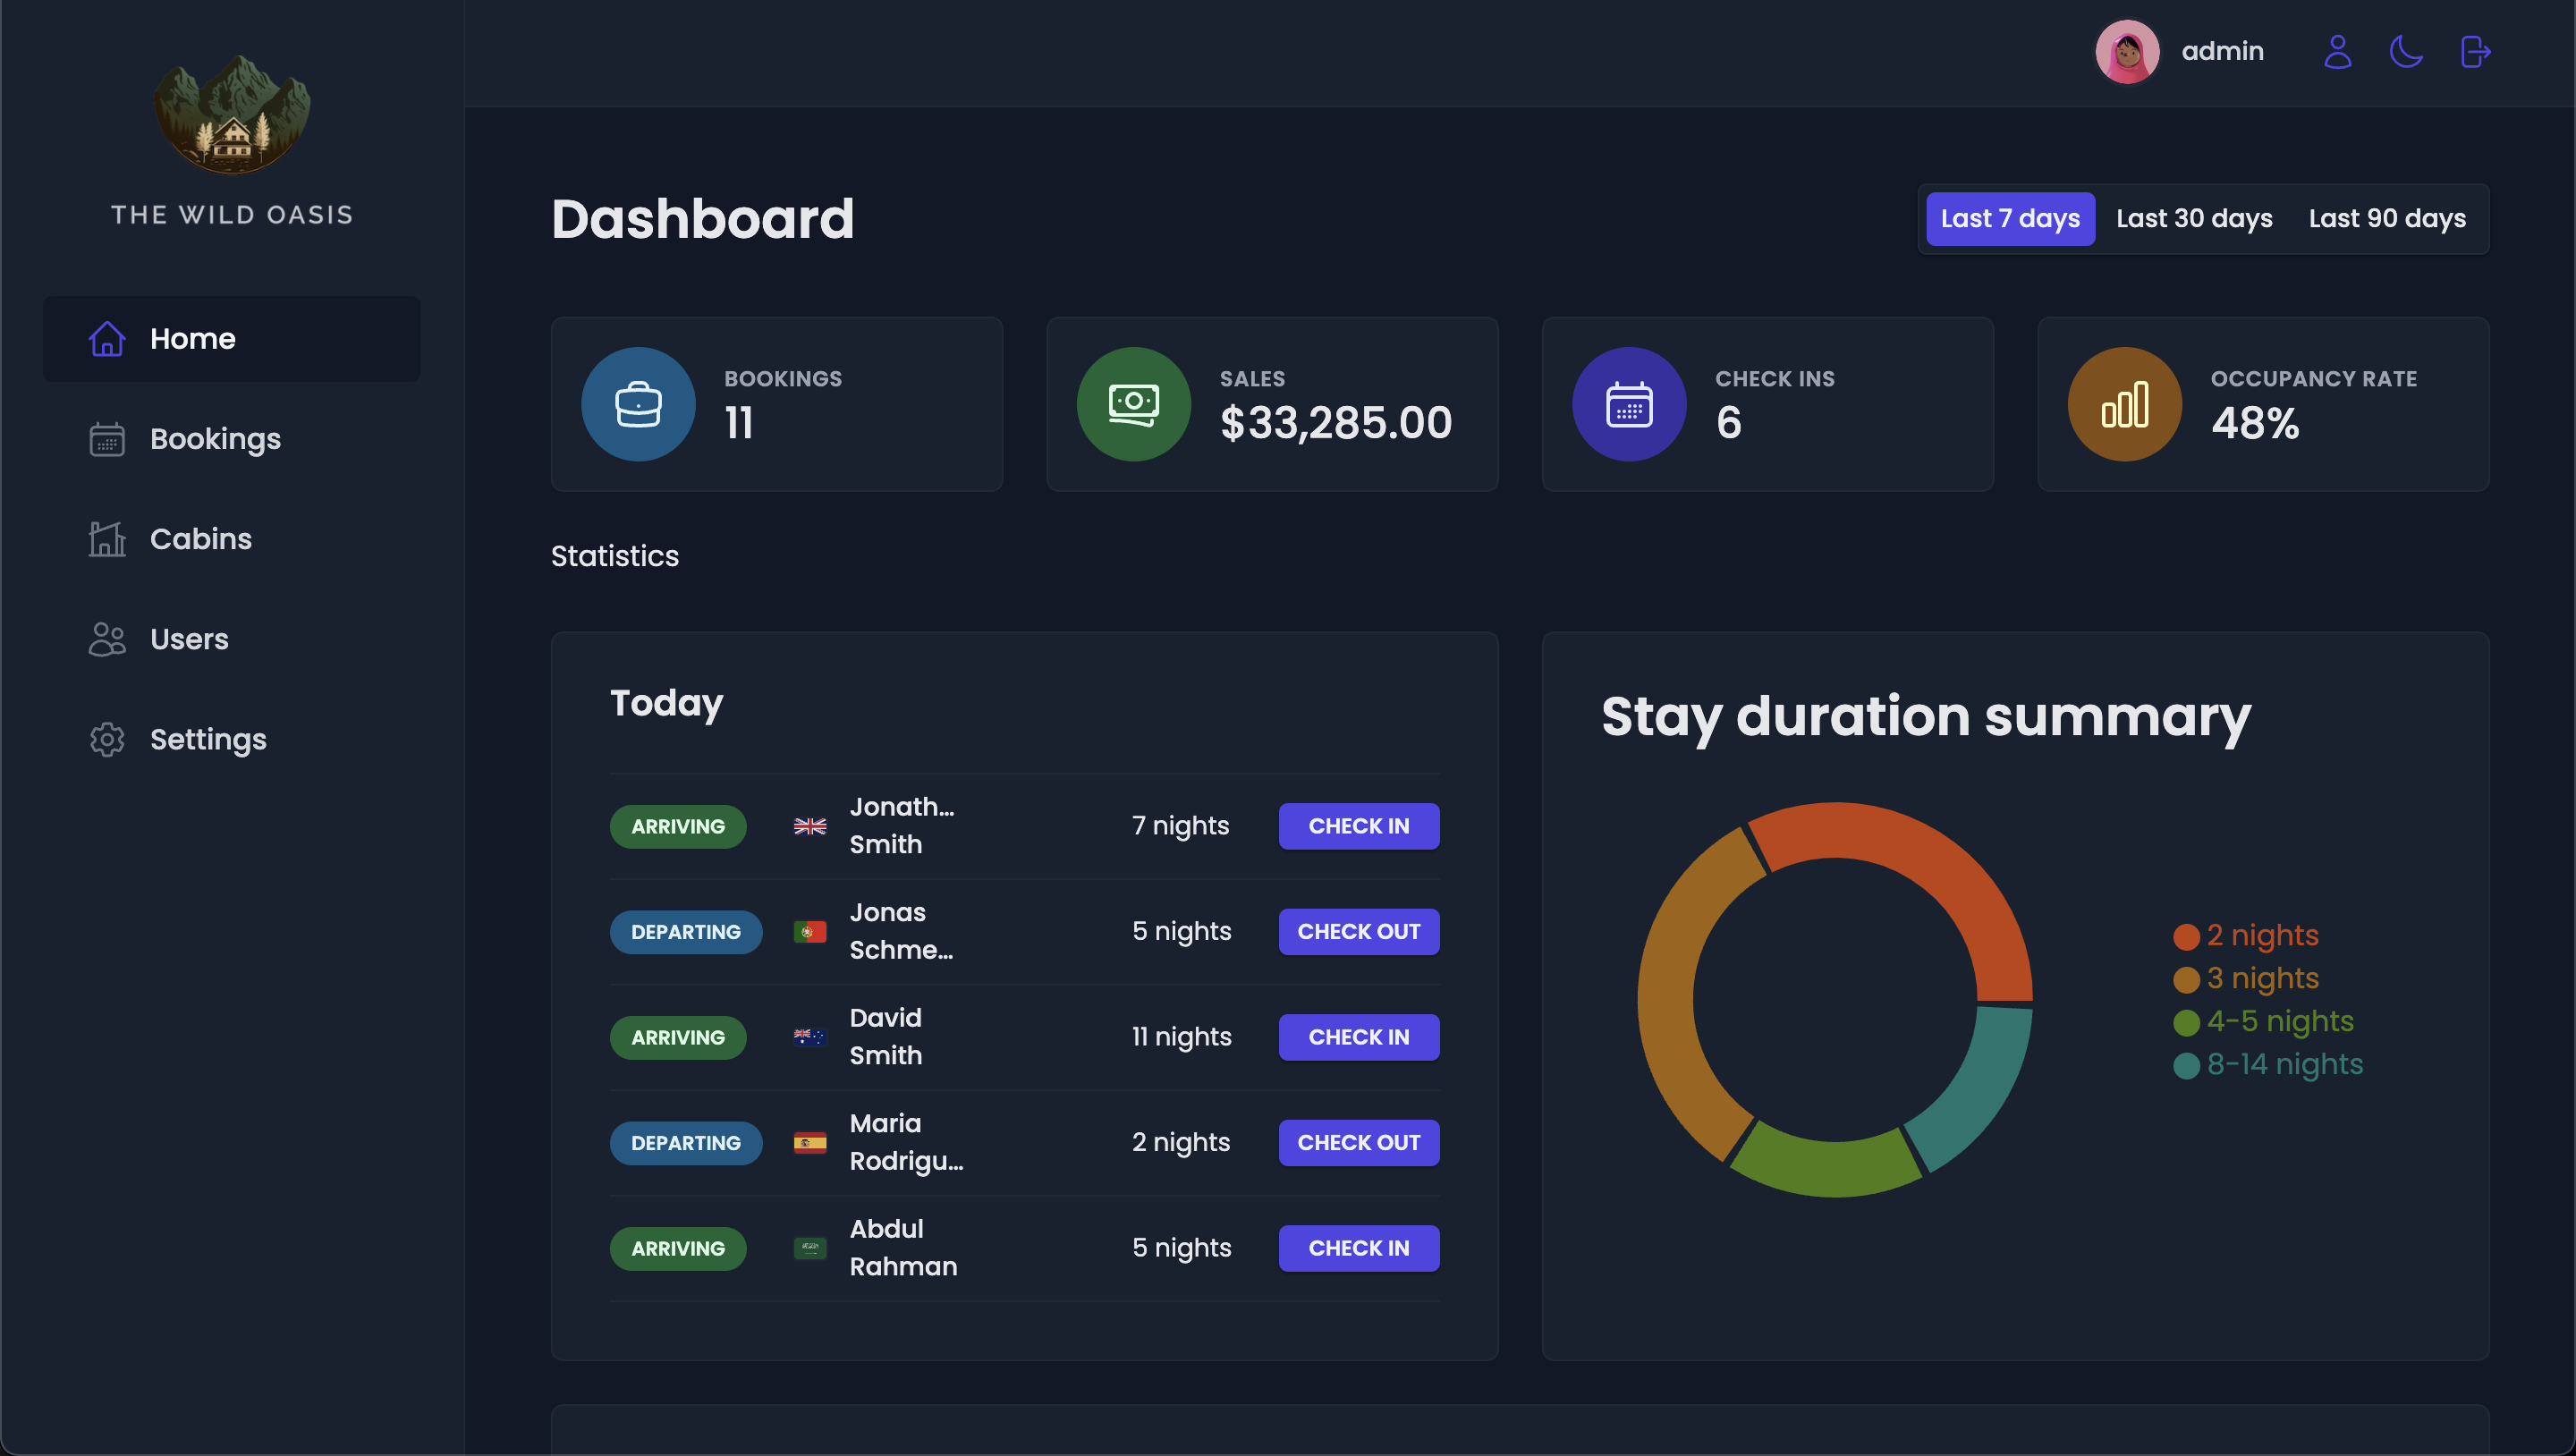 THE WILD OASIS
Home
Bookings
Cabins
Users
Settings
admin
Dashboard
Last 7 days Last 30 days Last 90 days
BOOKINGS
11
SALES
$33,285.00
CHECK INS
6
OCCUPANCY RATE
48%
Statistics
Today
ARRIVING Jonath... Smith 7 nights CHECK IN
DEPARTING Jonas Schme... 5 nights CHECK OUT
ARRIVING David Smith 11 nights CHECK IN
DEPARTING Maria Rodrigu... 2 nights CHECK OUT
ARRIVING Abdul Rahman 5 nights CHECK IN
Stay duration summary
2 nights
3 nights
4-5 nights
8-14 nights